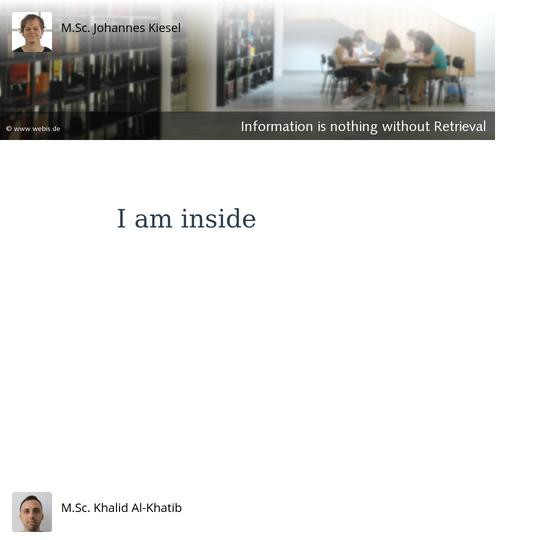 M.Sc. Johannes Kiesel
© www.webis.de
Information is nothing without Retrieval
I am inside
M.Sc. Khalid Al-Khatib